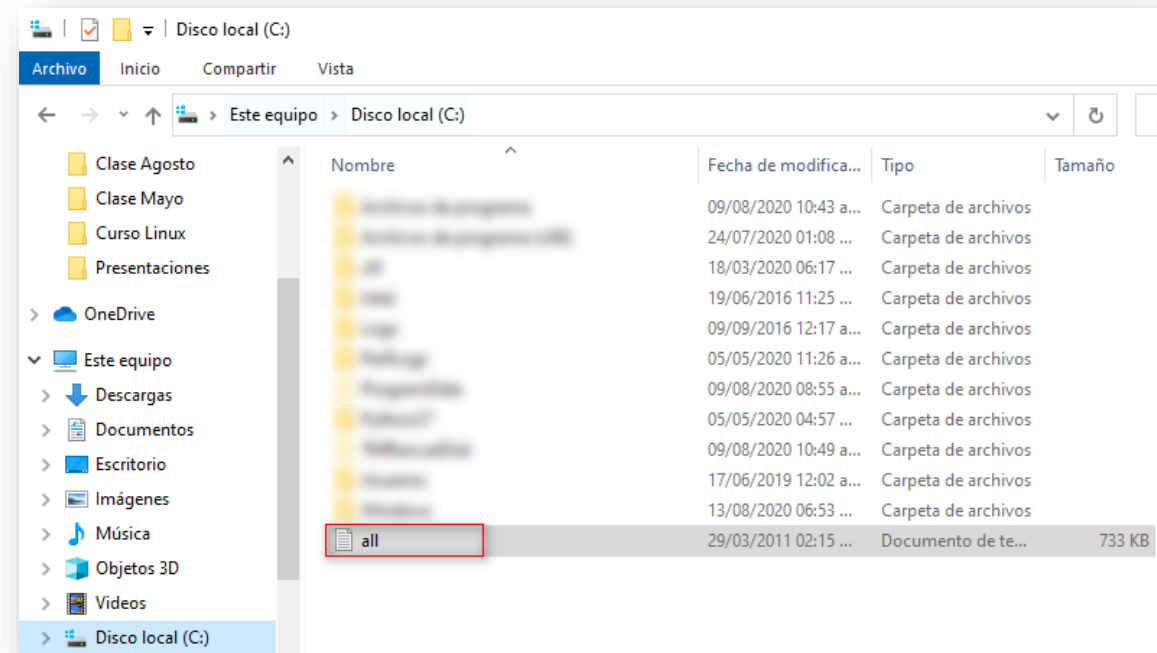 Disco local (C:)
Archivo Inicio Compartir Vista
Este equipo > Disco local (C:)
Clase Agosto
Clase Mayo
Curso Linux
Presentaciones
OneDrive
Este equipo
Descargas
Documentos
Escritorio
Imágenes
Música
Objetos 3D
Videos
Disco local (C:)
Nombre Fecha de modifica... Tipo Tamaño
09/08/2020 10:43 a... Carpeta de archivos
24/07/2020 01:08 ... Carpeta de archivos
18/03/2020 06:17 ... Carpeta de archivos
19/06/2016 11:25 ... Carpeta de archivos
09/09/2016 12:17 a... Carpeta de archivos
05/05/2020 11:26 a... Carpeta de archivos
09/08/2020 08:55 a... Carpeta de archivos
05/05/2020 04:57 ... Carpeta de archivos
09/08/2020 10:49 a... Carpeta de archivos
17/06/2019 12:02 a... Carpeta de archivos
13/08/2020 06:53 ... Carpeta de archivos
all 29/03/2011 02:15 ... Documento de te... 733 KB